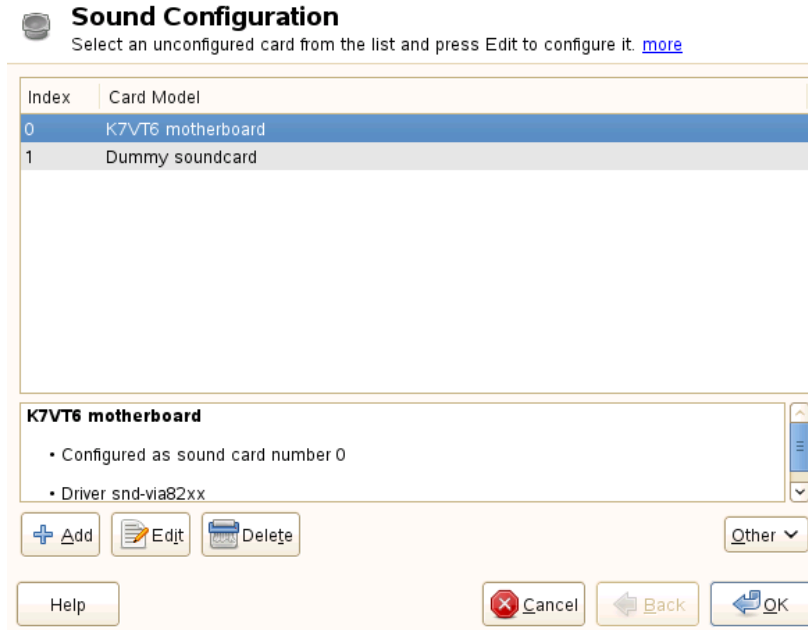 Sound Configuration
Select an unconfigured card from the list and press Edit to configure it. more
Index Card Model
0 K7VT6 motherboard
1 Dummy soundcard
K7VT6 motherboard
• Configured as sound card number 0
• Driver snd-via82xx
Add Edit Delete Other
Help Cancel Back OK